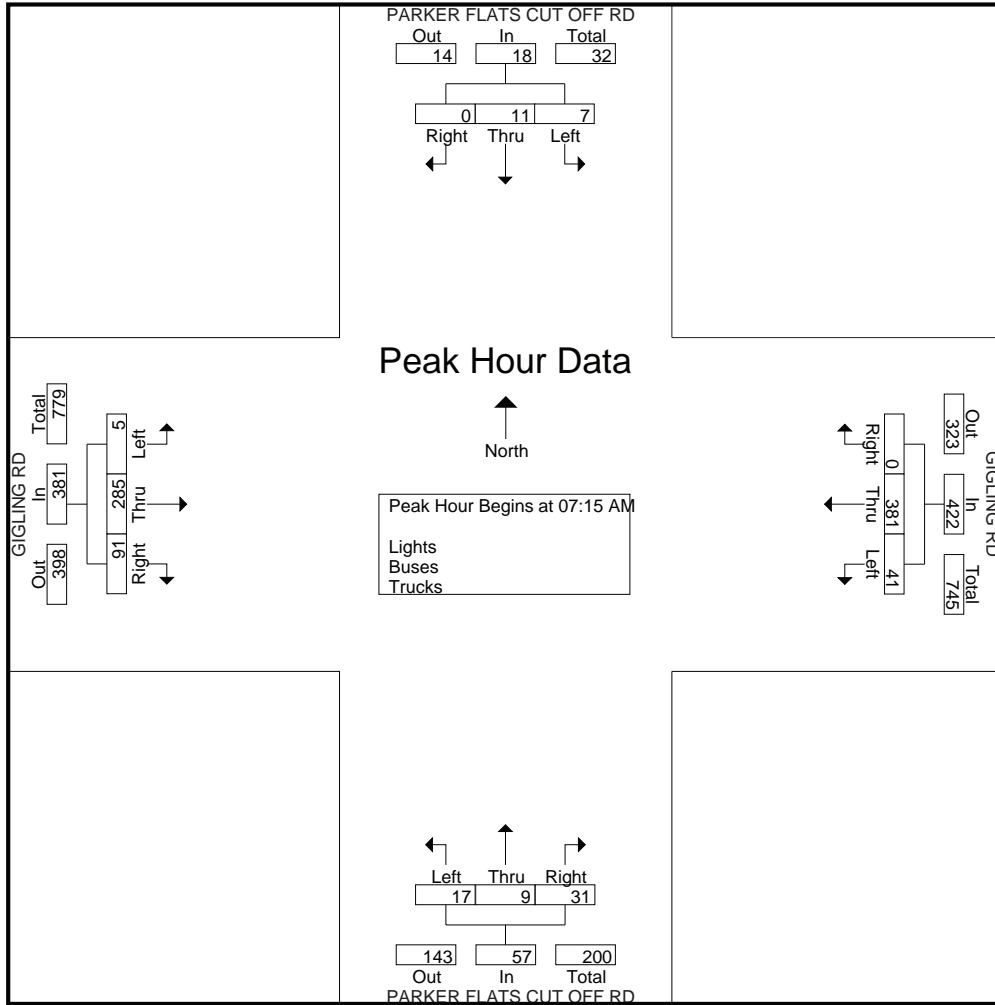 PARKER FLATS CUT OFF RD
Out In Total
14 18 32
0 11 7
Right Thru Left
Peak Hour Data
North
Peak Hour Begins at 07:15 AM
Lights
Buses
Trucks
GIGLING RD
Out In Total
398 381 779
5 285 91
Left Thru Right
GIGLING RD
Out In Total
323 422 745
Right Thru Left
0 381 41
Left Thru Right
17 9 31
143 57 200
Out In Total
PARKER FLATS CUT OFF RD